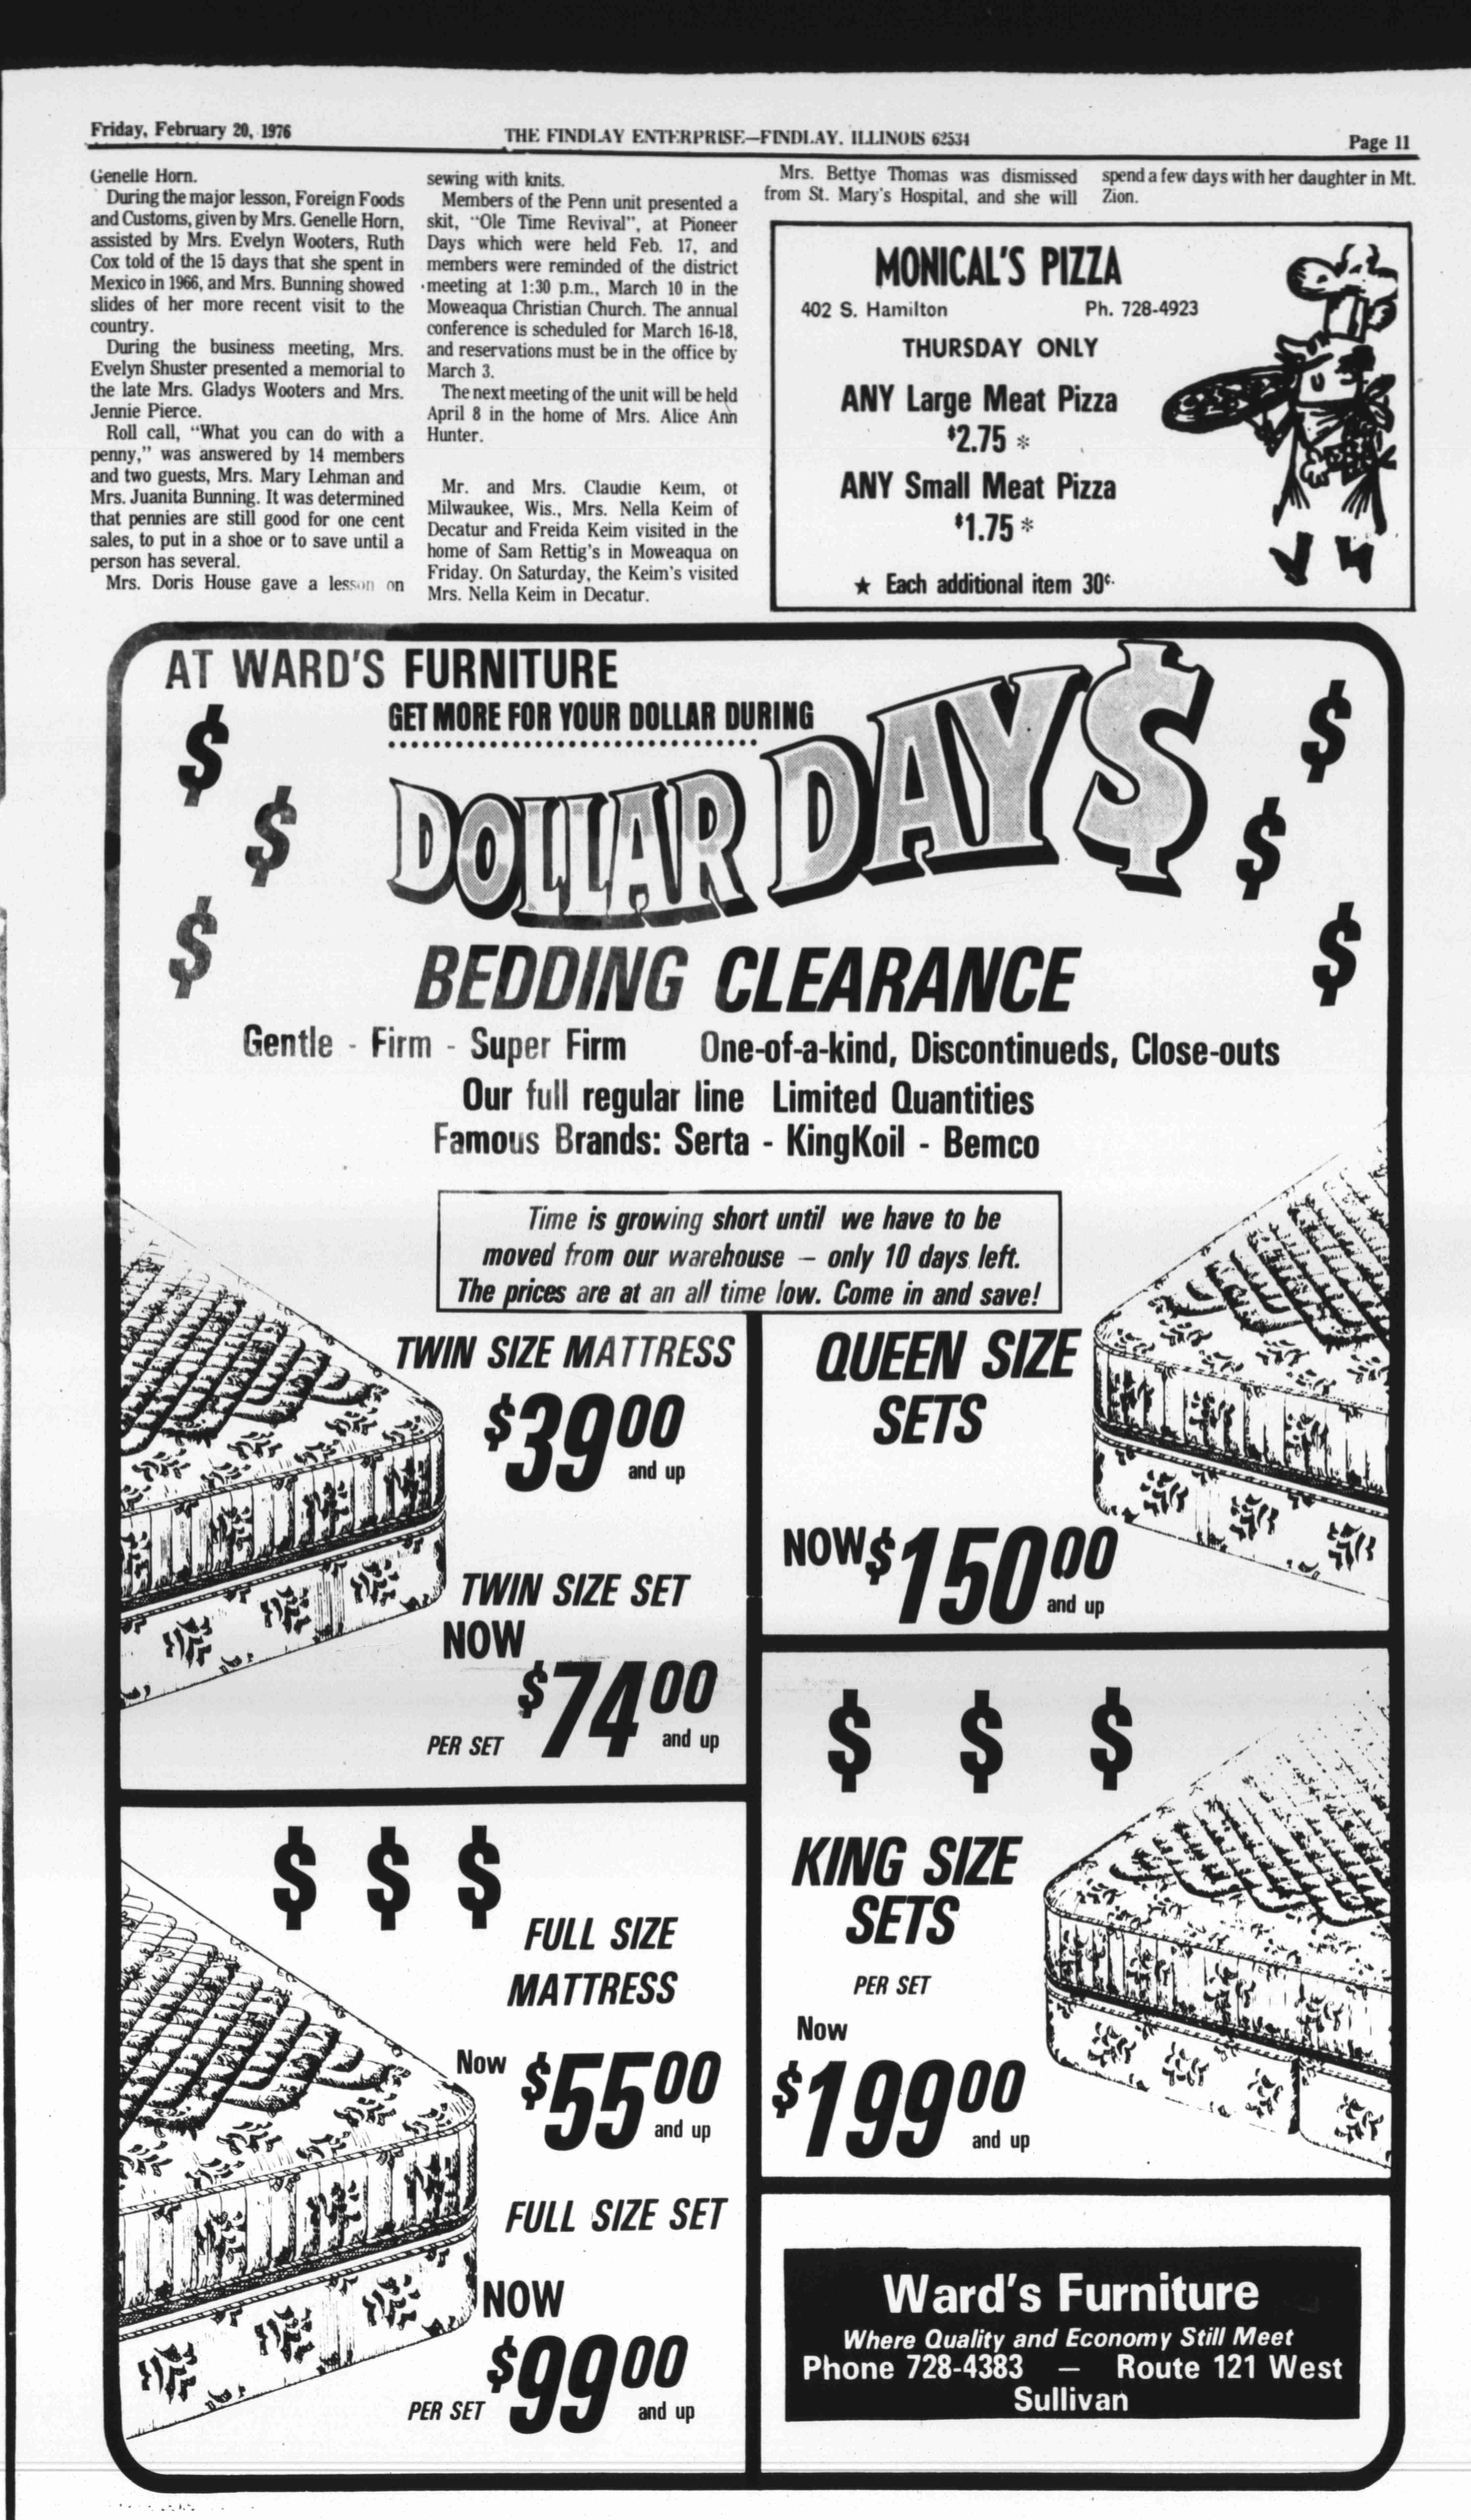 Friday, February 20, 1976
THE FINDLAY ENTERPRISE—FINDLAY, ILLINOIS 62534
Page 11
Genelle Horn.
During the major lesson, Foreign Foods
and Customs, given by Mrs. Genelle Horn,
assisted by Mrs. Evelyn Wooters, Ruth
Cox told of the 15 days that she spent in
Mexico in 1966, and Mrs. Bunning showed
slides of her more recent visit to the
country.
During the business meeting, Mrs.
Evelyn Shuster presented a memorial to
the late Mrs. Gladys Wooters and Mrs.
Jennie Pierce.
Roll call, "What you can do with a
penny," was answered by 14 members
and two guests, Mrs. Mary Lehman and
Mrs. Juanita Bunning. It was determined
that pennies are still good for one cent
sales, to put in a shoe or to save until a
person has several.
Mrs. Doris House gave a lesson on
sewing with knits.
Members of the Penn unit presented a
skit, "Ole Time Revival", at Pioneer
Days which were held Feb. 17, and
members were reminded of the district
meeting at 1:30 p.m., March 10 in the
Moweaqua Christian Church. The annual
conference is scheduled for March 16-18,
and reservations must be in the office by
March 3.
The next meeting of the unit will be held
April 8 in the home of Mrs. Alice Ann
Hunter.
Mr. and Mrs. Claudie Keim, of
Milwaukee, Wis., Mrs. Nella Keim of
Decatur and Freida Keim visited in the
home of Sam Rettig's in Moweaqua on
Friday. On Saturday, the Keim's visited
Mrs. Nella Keim in Decatur.
Mrs. Bettye Thomas was dismissed
from St. Mary's Hospital, and she will
spend a few days with her daughter in Mt.
Zion.
MONICAL'S PIZZA
402 S. Hamilton Ph. 728-4923
THURSDAY ONLY
ANY Large Meat Pizza
$2.75 *
ANY Small Meat Pizza
$1.75 *
★ Each additional item 30¢.
AT WARD'S FURNITURE
GET MORE FOR YOUR DOLLAR DURING
DOLLAR DAY$
$ $ $
$ $ $
BEDDING CLEARANCE
Gentle - Firm - Super Firm One-of-a-kind, Discontinueds, Close-outs
Our full regular line Limited Quantities
Famous Brands: Serta - KingKoil - Bemco
Time is growing short until we have to be
moved from our warehouse — only 10 days left.
The prices are at an all time low. Come in and save!
TWIN SIZE MATTRESS
$39.00
and up
TWIN SIZE SET
NOW
$74.00
PER SET and up
QUEEN SIZE
SETS
NOW $150.00
and up
$ $ $
KING SIZE
SETS
PER SET
Now
$199.00
and up
$ $ $
FULL SIZE
MATTRESS
Now $55.00
and up
FULL SIZE SET
NOW
$99.00
PER SET and up
Ward's Furniture
Where Quality and Economy Still Meet
Phone 728-4383 — Route 121 West
Sullivan